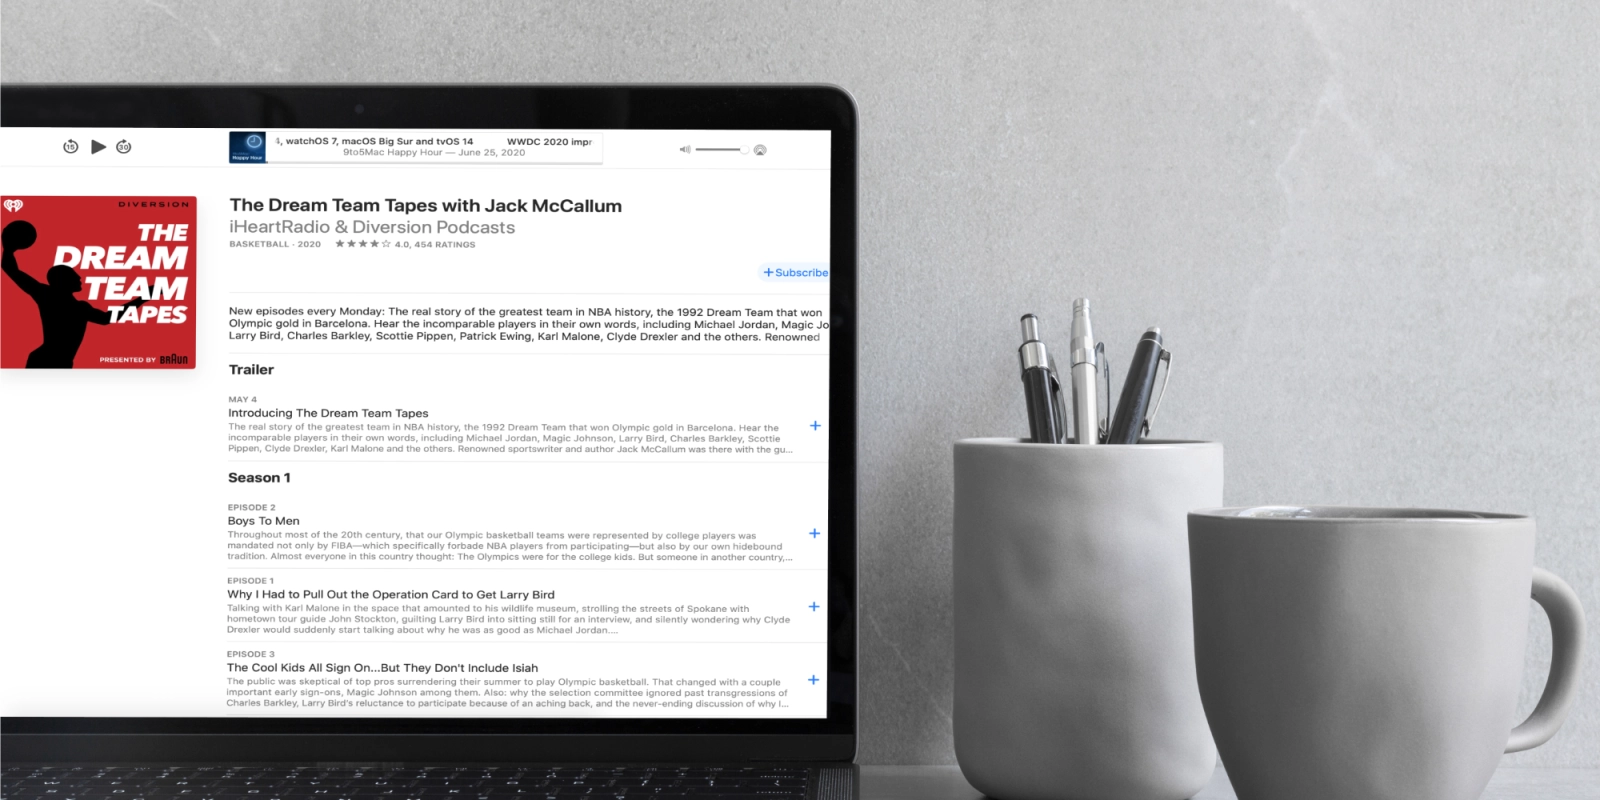 15
30
Happy Hour
, watchOS 7, macOS Big Sur and tvOS 14 WWDC 2020 impr
9to5Mac Happy Hour — June 25, 2020
DIVERSION
THE
DREAM
TEAM
TAPES
PRESENTED BY BRAUN
The Dream Team Tapes with Jack McCallum
iHeartRadio & Diversion Podcasts
BASKETBALL · 2020 ★★★★☆ 4.0, 454 RATINGS
+ Subscribe
New episodes every Monday: The real story of the greatest team in NBA history, the 1992 Dream Team that won
Olympic gold in Barcelona. Hear the incomparable players in their own words, including Michael Jordan, Magic Jo
Larry Bird, Charles Barkley, Scottie Pippen, Patrick Ewing, Karl Malone, Clyde Drexler and the others. Renowned
Trailer
MAY 4
Introducing The Dream Team Tapes
The real story of the greatest team in NBA history, the 1992 Dream Team that won Olympic gold in Barcelona. Hear the
incomparable players in their own words, including Michael Jordan, Magic Johnson, Larry Bird, Charles Barkley, Scottie
Pippen, Clyde Drexler, Karl Malone and the others. Renowned sportswriter and author Jack McCallum was there with the gu...
Season 1
EPISODE 2
Boys To Men
Throughout most of the 20th century, that our Olympic basketball teams were represented by college players was
mandated not only by FIBA—which specifically forbade NBA players from participating—but also by our own hidebound
tradition. Almost everyone in this country thought: The Olympics were for the college kids. But someone in another country,...
EPISODE 1
Why I Had to Pull Out the Operation Card to Get Larry Bird
Talking with Karl Malone in the space that amounted to his wildlife museum, strolling the streets of Spokane with
hometown tour guide John Stockton, guilting Larry Bird into sitting still for an interview, and silently wondering why Clyde
Drexler would suddenly start talking about why he was as good as Michael Jordan....
EPISODE 3
The Cool Kids All Sign On...But They Don't Include Isiah
The public was skeptical of top pros surrendering their summer to play Olympic basketball. That changed with a couple
important early sign-ons, Magic Johnson among them. Also: why the selection committee ignored past transgressions of
Charles Barkley, Larry Bird's reluctance to participate because of an aching back, and the never-ending discussion of why I...